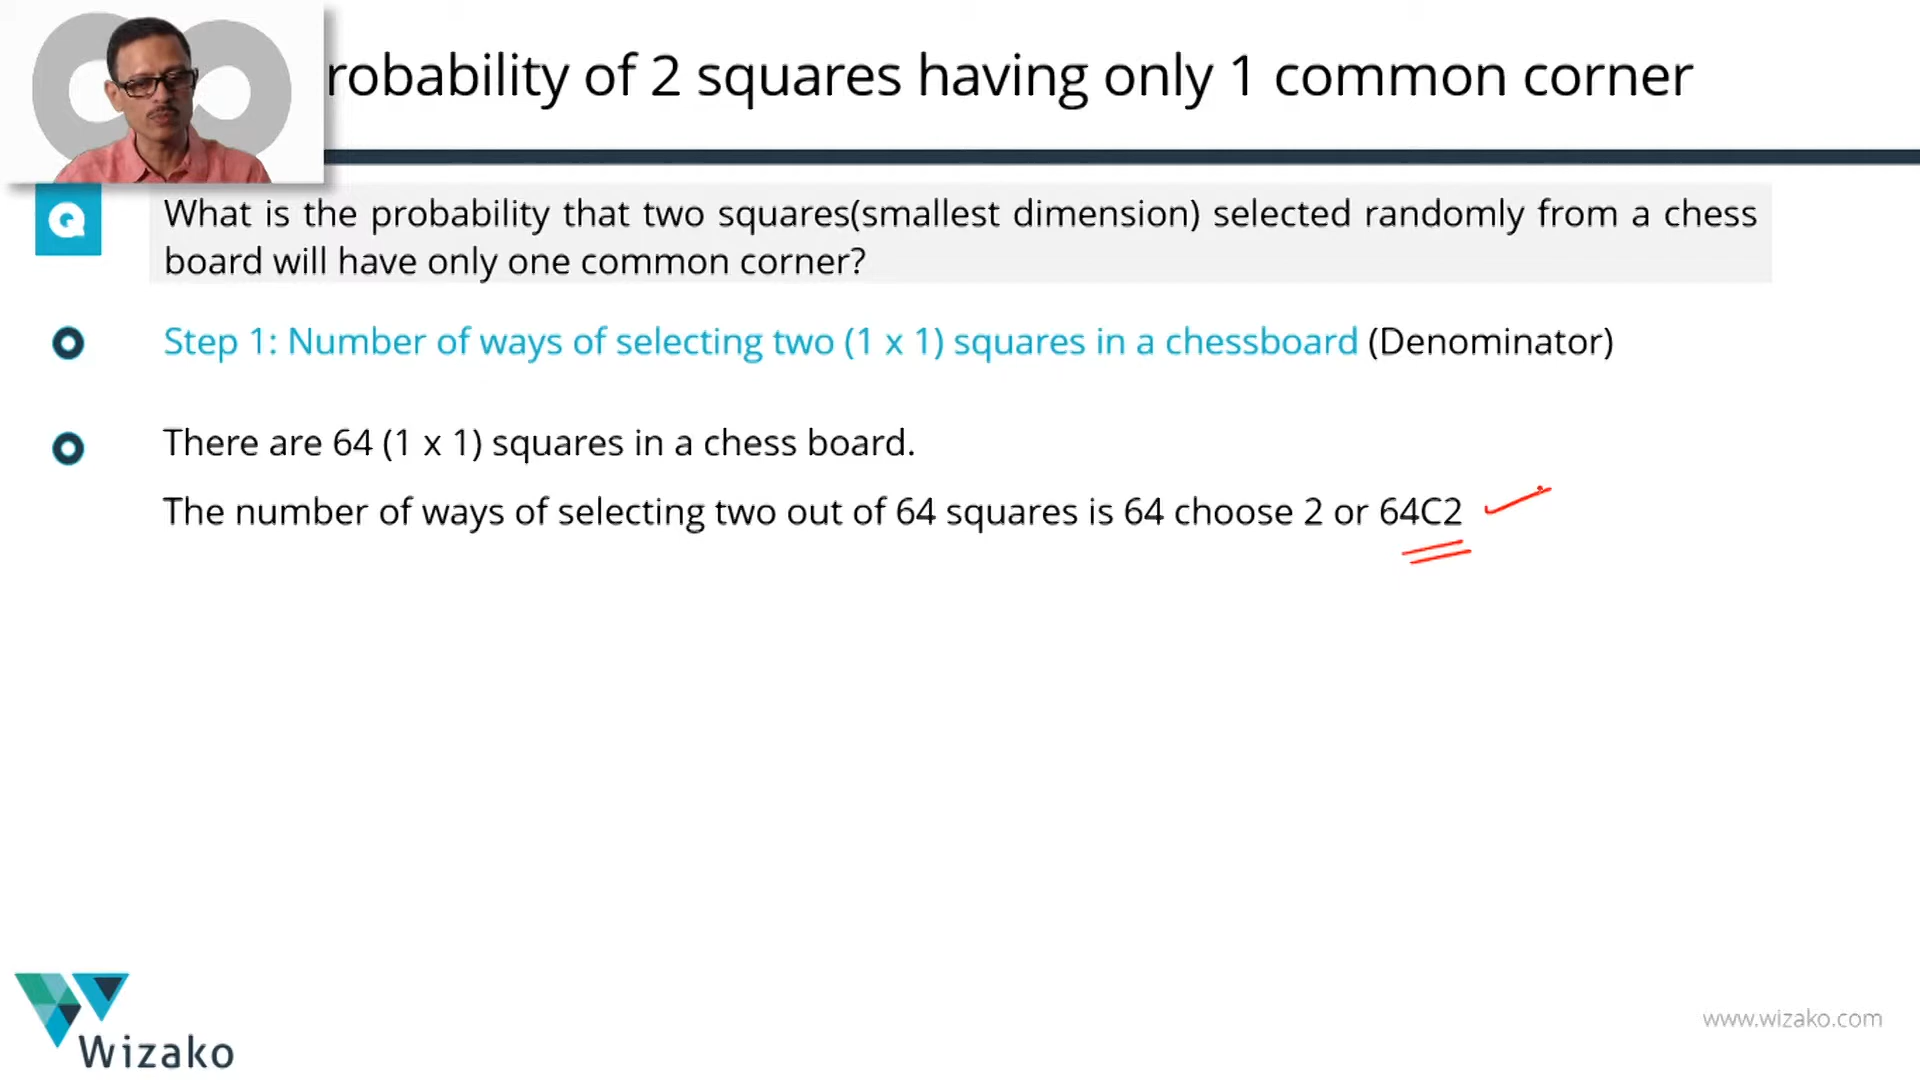 robability of 2 squares having only 1 common corner
Q
What is the probability that two squares(smallest dimension) selected randomly from a chess
board will have only one common corner?
Step 1: Number of ways of selecting two (1 x 1) squares in a chessboard (Denominator)
There are 64 (1 x 1) squares in a chess board.
The number of ways of selecting two out of 64 squares is 64 choose 2 or 64C2
Wizako
www.wizako.com